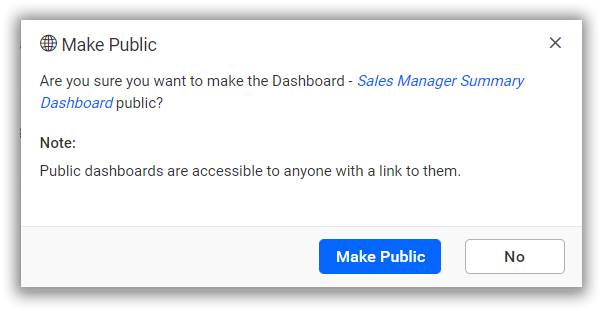 Make Public
Are you sure you want to make the Dashboard - Sales Manager Summary
Dashboard public?
Note:
Public dashboards are accessible to anyone with a link to them.
Make Public
No